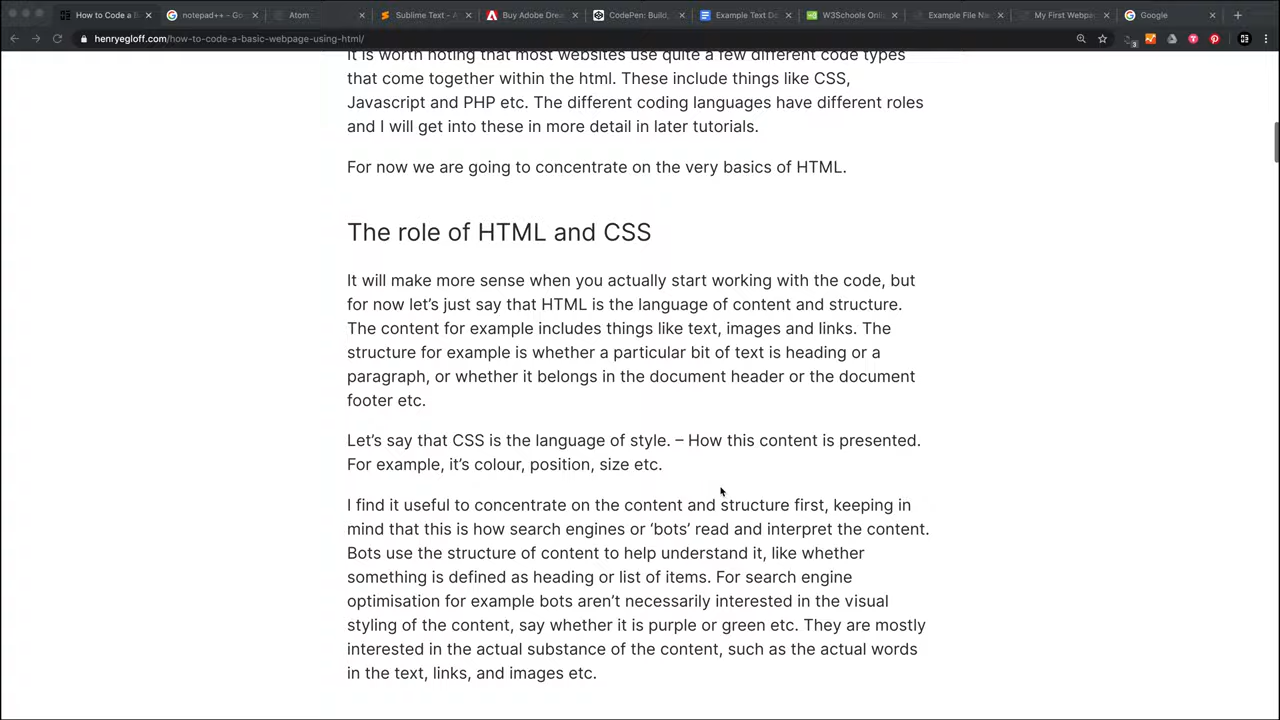 How to Code a B
notepad++ - Go
Atom
Sublime Text - A
Buy Adobe Drea
CodePen: Build,
Example Text Do
W3Schools Onli
Example File Na
My First Webpa
Google
henryegloff.com/how-to-code-a-basic-webpage-using-html/
It is worth noting that most websites use quite a few different code types
that come together within the html. These include things like CSS,
Javascript and PHP etc. The different coding languages have different roles
and I will get into these in more detail in later tutorials.
For now we are going to concentrate on the very basics of HTML.
The role of HTML and CSS
It will make more sense when you actually start working with the code, but
for now let’s just say that HTML is the language of content and structure.
The content for example includes things like text, images and links. The
structure for example is whether a particular bit of text is heading or a
paragraph, or whether it belongs in the document header or the document
footer etc.
Let’s say that CSS is the language of style. – How this content is presented.
For example, it’s colour, position, size etc.
I find it useful to concentrate on the content and structure first, keeping in
mind that this is how search engines or ‘bots’ read and interpret the content.
Bots use the structure of content to help understand it, like whether
something is defined as heading or list of items. For search engine
optimisation for example bots aren’t necessarily interested in the visual
styling of the content, say whether it is purple or green etc. They are mostly
interested in the actual substance of the content, such as the actual words
in the text, links, and images etc.